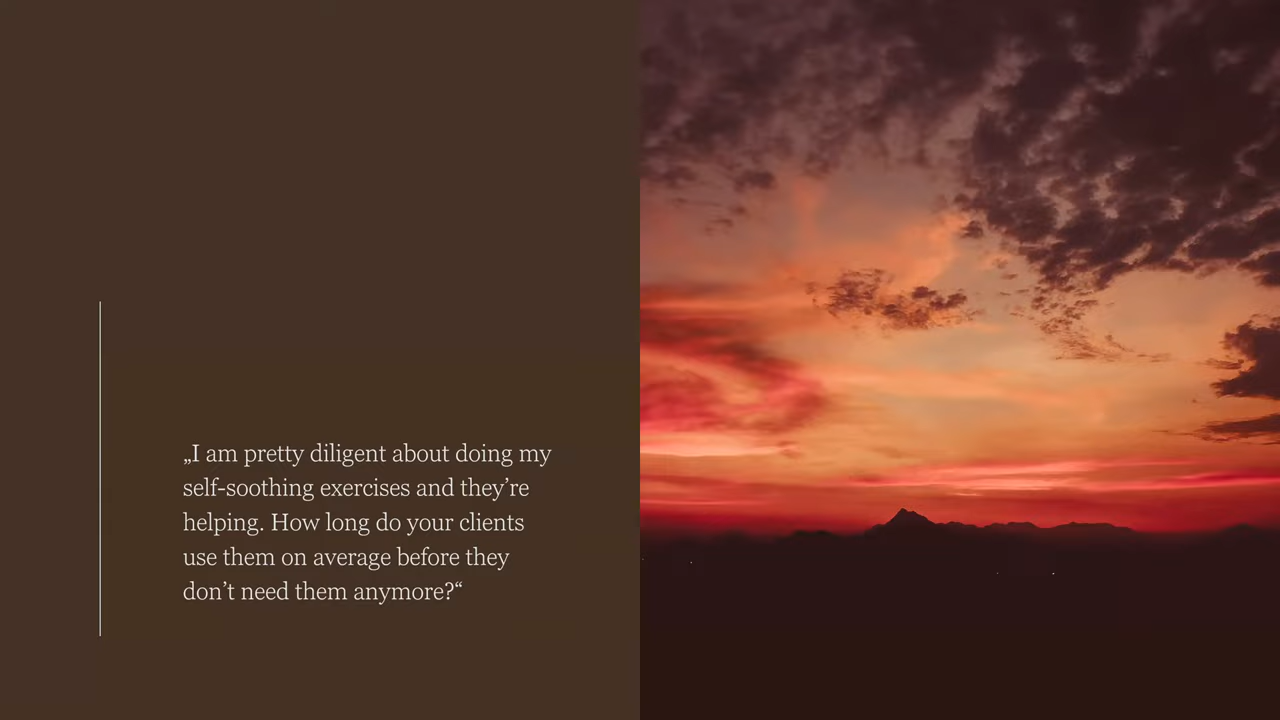 „I am pretty diligent about doing my
self-soothing exercises and they’re
helping. How long do your clients
use them on average before they
don’t need them anymore?“